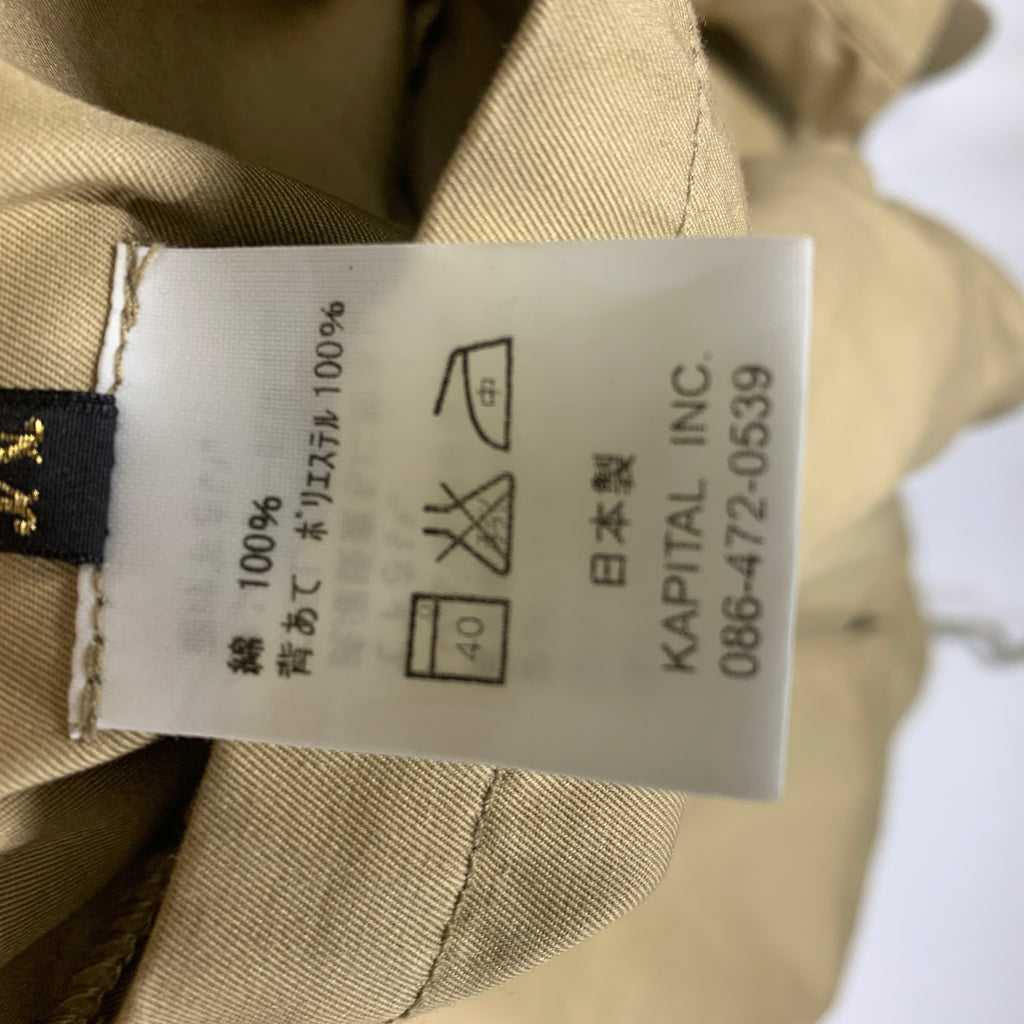 綿 100%
背あて ポリエステル 100%
40
中
日本製
KAPITAL INC.
086-472-0539